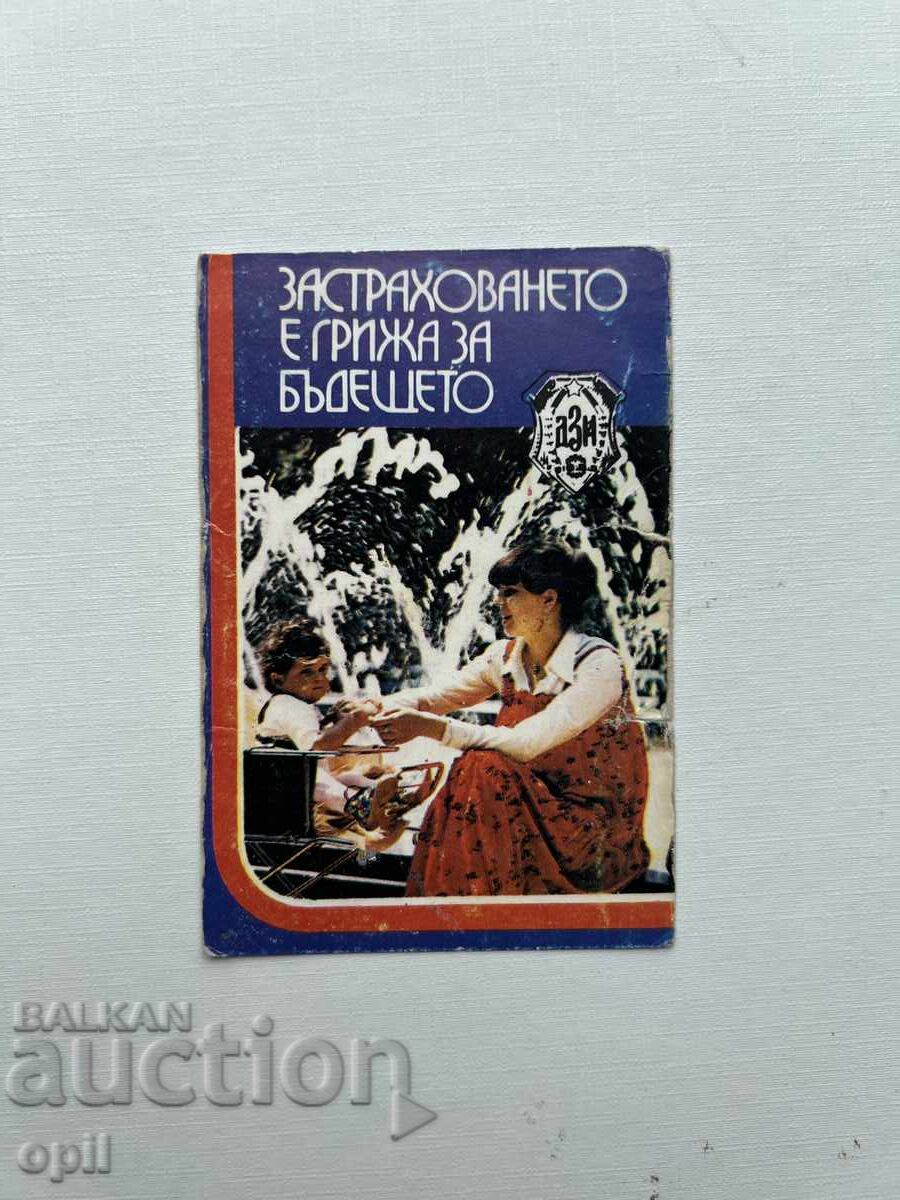 ЗАСТРАХОВАНЕТО
Е ГРИЖА ЗА
БЪДЕЩЕТО
ДЗИ
BALKAN
auction
opil